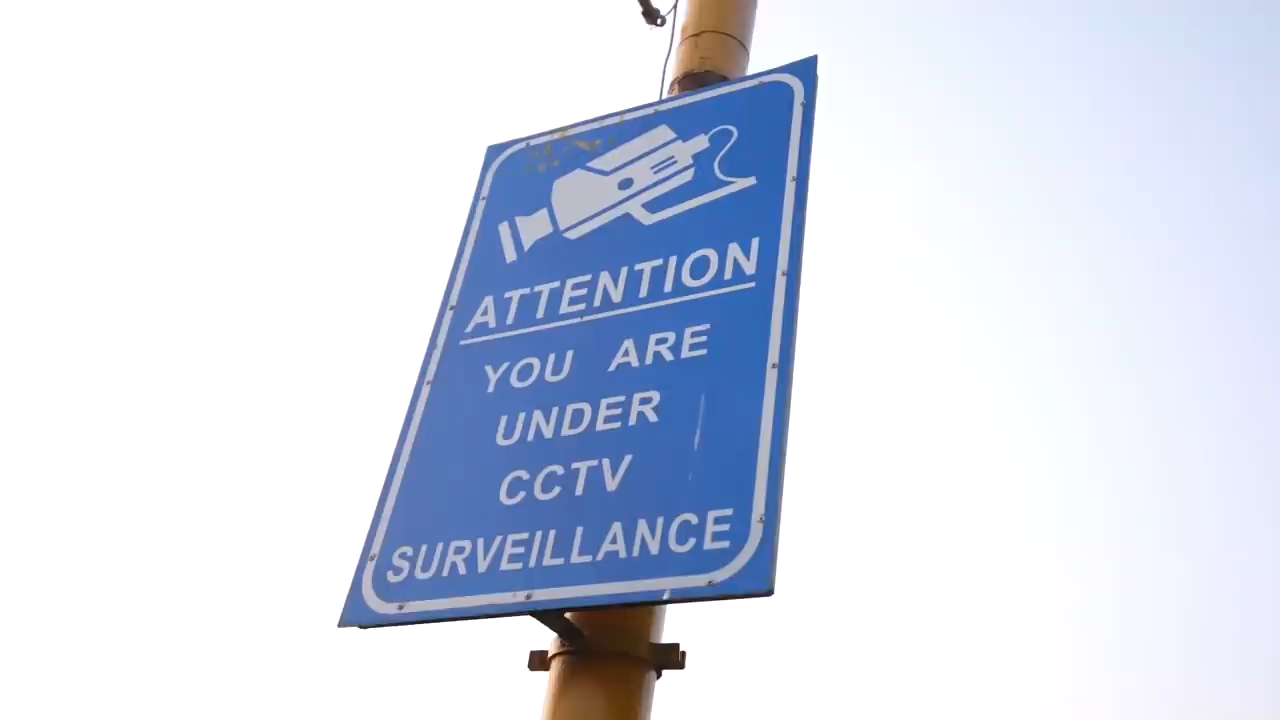 ATTENTION
YOU ARE
UNDER
CCTV
SURVEILLANCE